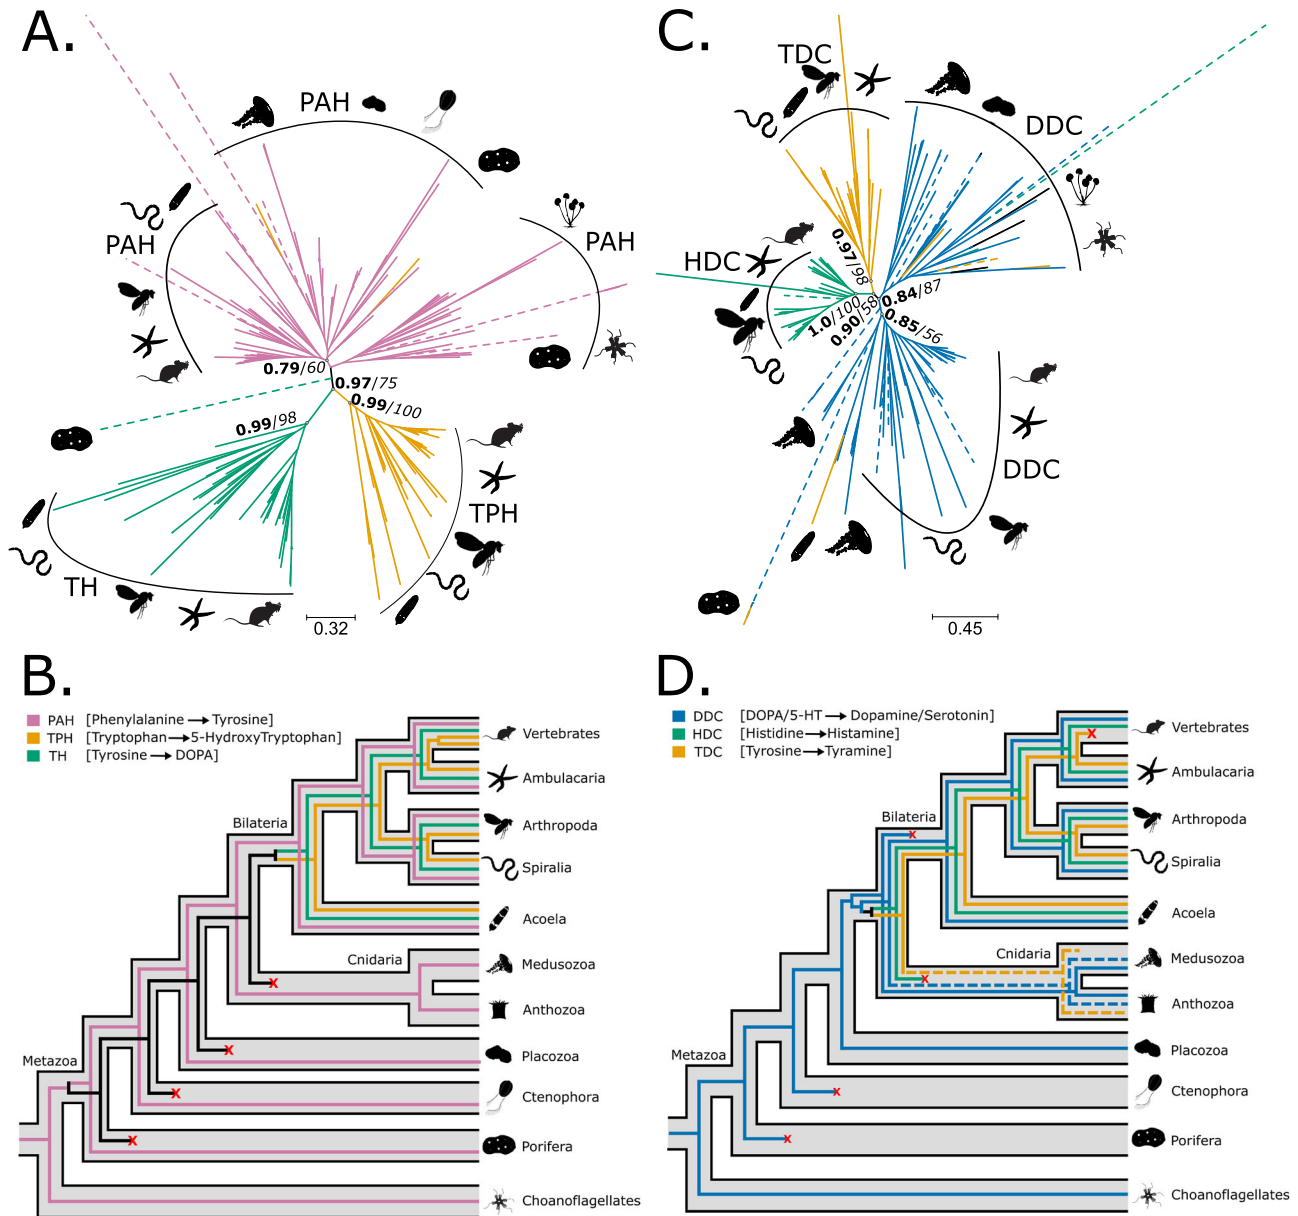 A.
PAH
PAH
PAH
0.79/60
0.97/75
0.99/100
0.99/98
TPH
TH
0.32
C.
TDC
DDC
HDC
0.97/98
1.0/100
0.90/58
0.84/87
0.85/56
DDC
0.45
B.
PAH [Phenylalanine → Tyrosine]
TPH [Tryptophan → 5-HydroxyTryptophan]
TH [Tyrosine → DOPA]
Vertebrates
Ambulacaria
Bilateria
Arthropoda
Spiralia
Acoela
Cnidaria
Medusozoa
Anthozoa
Metazoa
Placozoa
Ctenophora
Porifera
Choanoflagellates
X
X
X
X
D.
DDC [DOPA/5-HT → Dopamine/Serotonin]
HDC [Histidine → Histamine]
TDC [Tyrosine → Tyramine]
Vertebrates
X
Ambulacaria
Bilateria
X
Arthropoda
Spiralia
Acoela
Cnidaria
Medusozoa
X
Anthozoa
Metazoa
Placozoa
Ctenophora
X
Porifera
X
Choanoflagellates